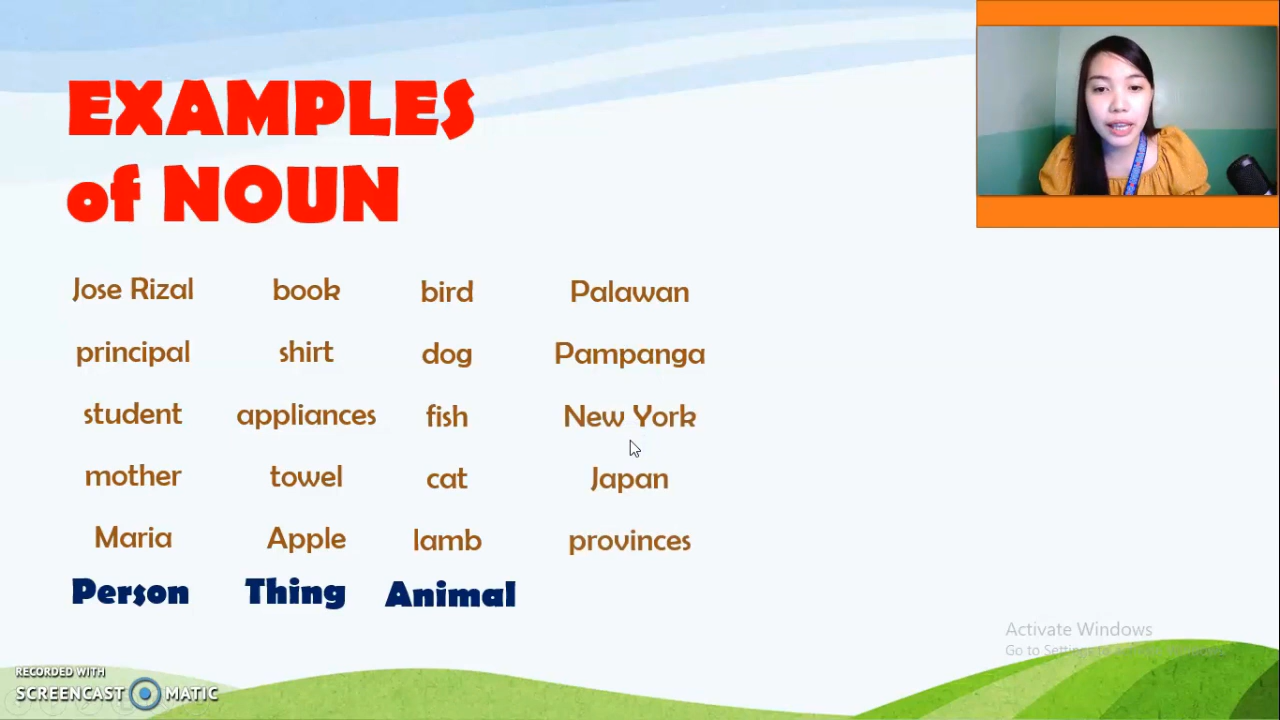 EXAMPLES
of NOUN
Jose Rizal book bird Palawan
principal shirt dog Pampanga
student appliances fish New York
mother towel cat Japan
Maria Apple lamb provinces
Person Thing Animal
Activate Windows
Go to Settings to Activate Windows.
RECORDED WITH
SCREENCAST MATIC